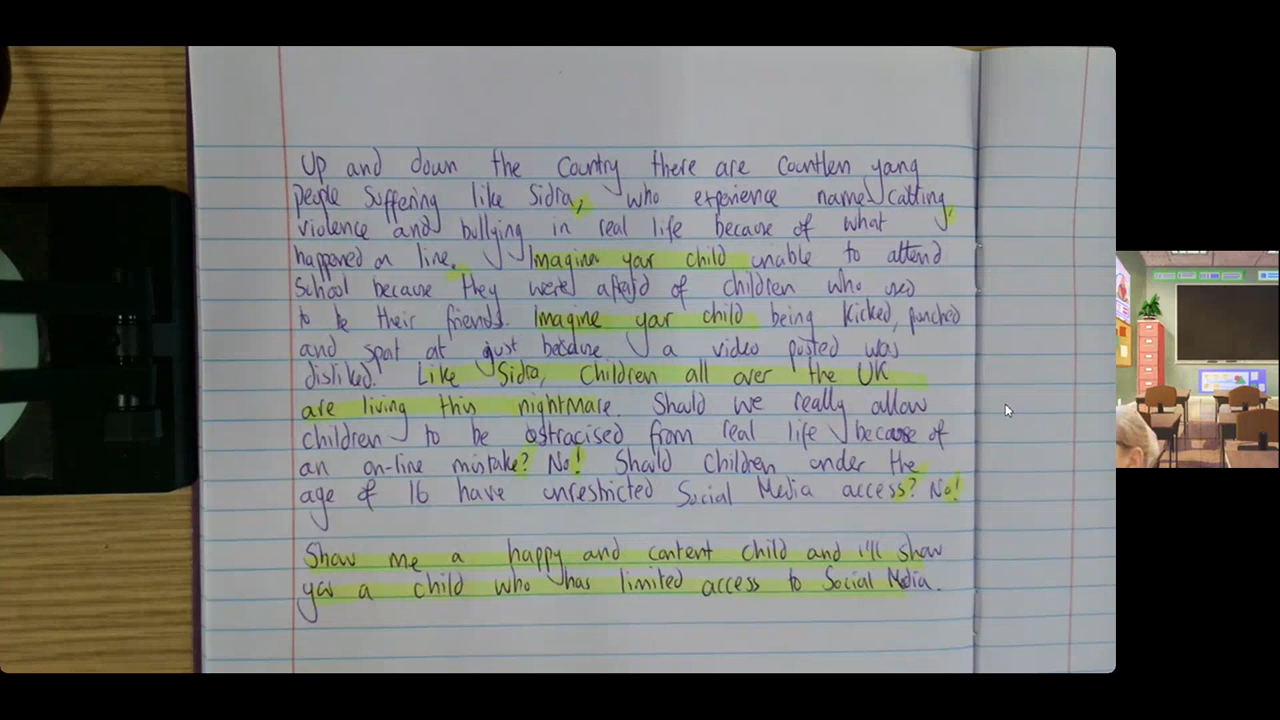 Up and down the Country there are Countless young
people Suffering like Sidra, who experience name calling,
violence and bullying in real life because of what
happened on line. Imagine your child unable to attend
School because they were afraid of children who used
to be their friends. Imagine your child being kicked, punched
and spat at just because a video posted was
disliked. Like Sidra, Children all over the UK
are living this nightmare. Should we really allow
children to be ostracised from real life because of
an on-line mistake? No! Should Children under the
age of 16 have unrestricted Social Media access? No!
Show me a happy and content child and i'll show
you a child who has limited access to Social Media.